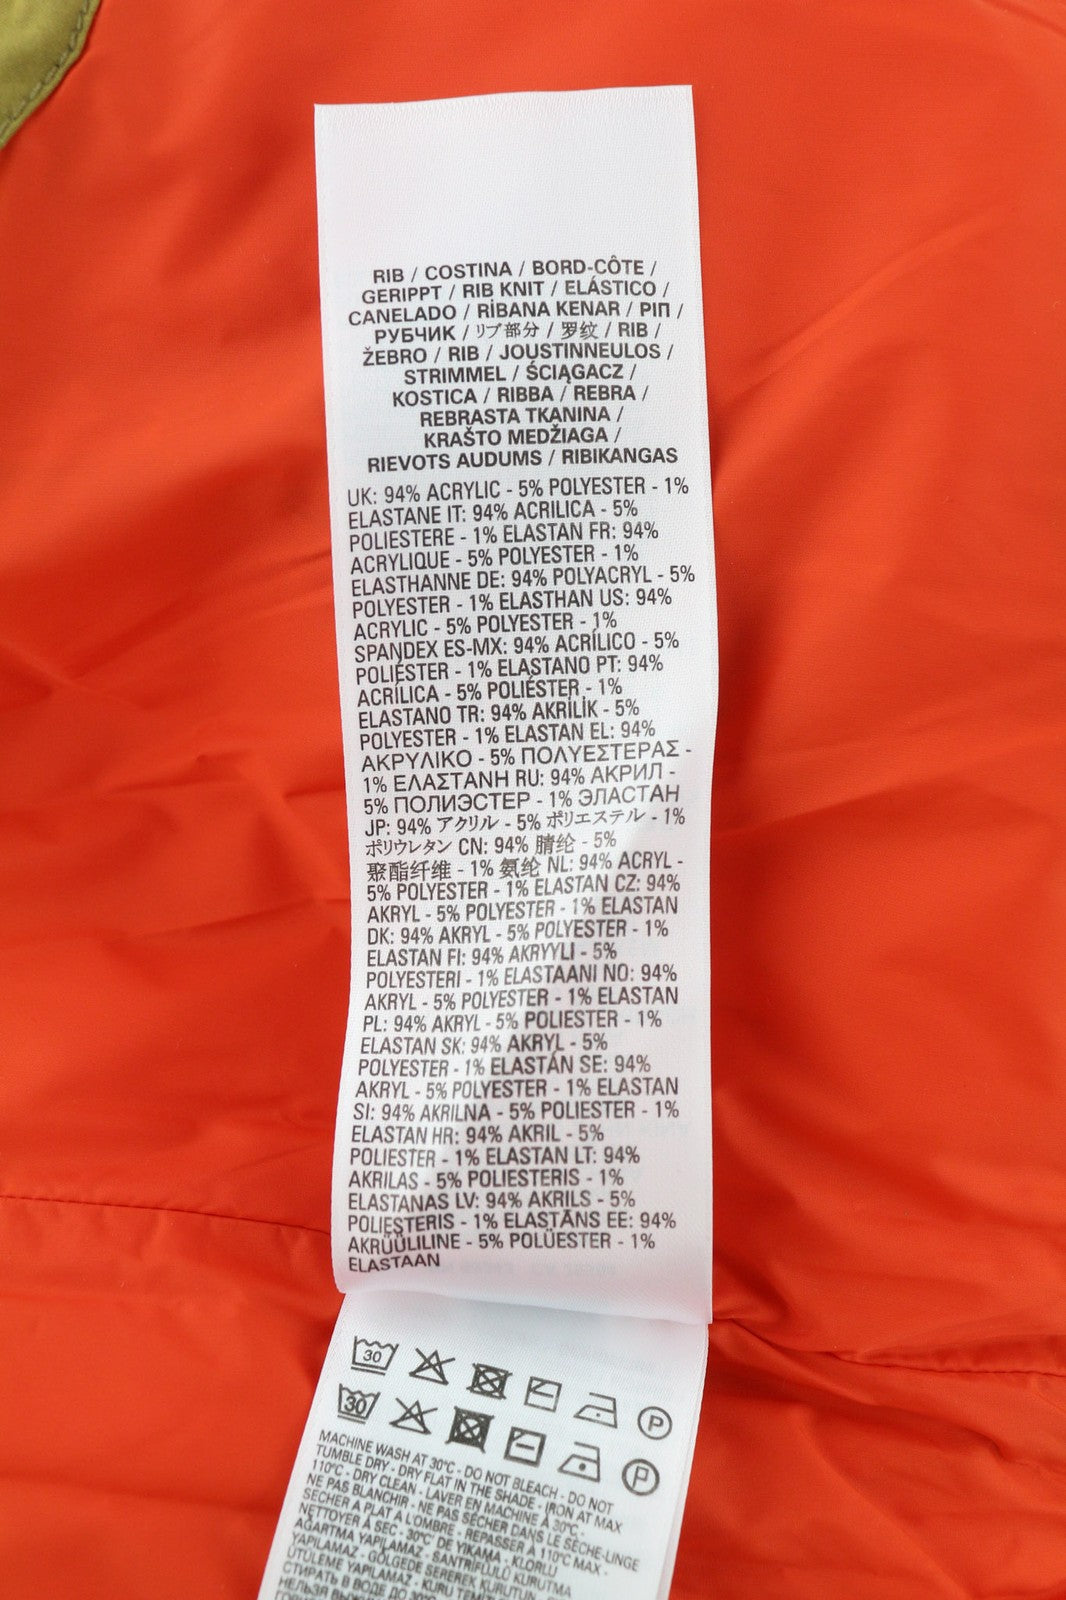 RIB / COSTINA / BORD-CÔTE /
GERIPPT / RIB KNIT / ELÁSTICO /
CANELADO / RİBANA KENAR / ΡΙΠ /
РУБЧИК / リブ部分 / 罗纹 / RIB /
ŽEBRO / RIB / JOUSTINNEULOS /
STRIMMEL / ŚCIĄGACZ /
KOSTICA / RIBBA / REBRA /
REBRASTA TKANINA /
KRAŠTO MEDŽIAGA /
RIEVOTS AUDUMS / RIBIKANGAS
UK: 94% ACRYLIC - 5% POLYESTER - 1%
ELASTANE IT: 94% ACRILICA - 5%
POLIESTERE - 1% ELASTAN FR: 94%
ACRYLIQUE - 5% POLYESTER - 1%
ELASTHANNE DE: 94% POLYACRYL - 5%
POLYESTER - 1% ELASTHAN US: 94%
ACRYLIC - 5% POLYESTER - 1%
SPANDEX ES-MX: 94% ACRÍLICO - 5%
POLIÉSTER - 1% ELASTANO PT: 94%
ACRÍLICA - 5% POLIÉSTER - 1%
ELASTANO TR: 94% AKRİLİK - 5%
POLYESTER - 1% ELASTAN EL: 94%
ΑΚΡΥΛΙΚΟ - 5% ΠΟΛΥΕΣΤΕΡΑΣ -
1% ΕΛΑΣΤΑΝΗ RU: 94% АКРИЛ -
5% ПОЛИЭСТЕР - 1% ЭЛАСТАН
JP: 94% アクリル - 5% ポリエステル - 1%
ポリウレタン CN: 94% 腈纶 - 5%
聚酯纤维 - 1% 氨纶 NL: 94% ACRYL -
5% POLYESTER - 1% ELASTAN CZ: 94%
AKRYL - 5% POLYESTER - 1% ELASTAN
DK: 94% AKRYL - 5% POLYESTER - 1%
ELASTAN FI: 94% AKRYYLI - 5%
POLYESTERI - 1% ELASTAANI NO: 94%
AKRYL - 5% POLYESTER - 1% ELASTAN
PL: 94% AKRYL - 5% POLIESTER - 1%
ELASTAN SK: 94% AKRYL - 5%
POLYESTER - 1% ELASTÁN SE: 94%
AKRYL - 5% POLYESTER - 1% ELASTAN
SI: 94% AKRILNA - 5% POLIESTER - 1%
ELASTAN HR: 94% AKRIL - 5%
POLIESTER - 1% ELASTAN LT: 94%
AKRILAS - 5% POLIESTERIS - 1%
ELASTANAS LV: 94% AKRILS - 5%
POLIESTERIS - 1% ELASTĀNS EE: 94%
AKRÜÜLILINE - 5% POLÜESTER - 1%
ELASTAAN
30 P
30 P
MACHINE WASH AT 30°C - DO NOT BLEACH - DO NOT
TUMBLE DRY - DRY FLAT IN THE SHADE - IRON AT MAX
110°C - DRY CLEAN - LAVER EN MACHINE À 30°C -
NE PAS BLANCHIR - NE PAS SÉCHER DANS LE SÈCHE-LINGE
SÉCHER A PLAT A L'OMBRE - REPASSER À 110°C MAX -
NETTOYER À SEC - 30°C' DE YIKAMA - KLORLU
AĞARTMA YAPILAMAZ - SANTRİFÜJLÜ KURUTMA
YAPILAMAZ - GÖLGEDE SEREREK KURUTUN -
ÜTÜLEME YAPILAMAZ - KURU
СТИРАТЬ В ВОДЕ ДО 30°C
НЕЛЬЗЯ